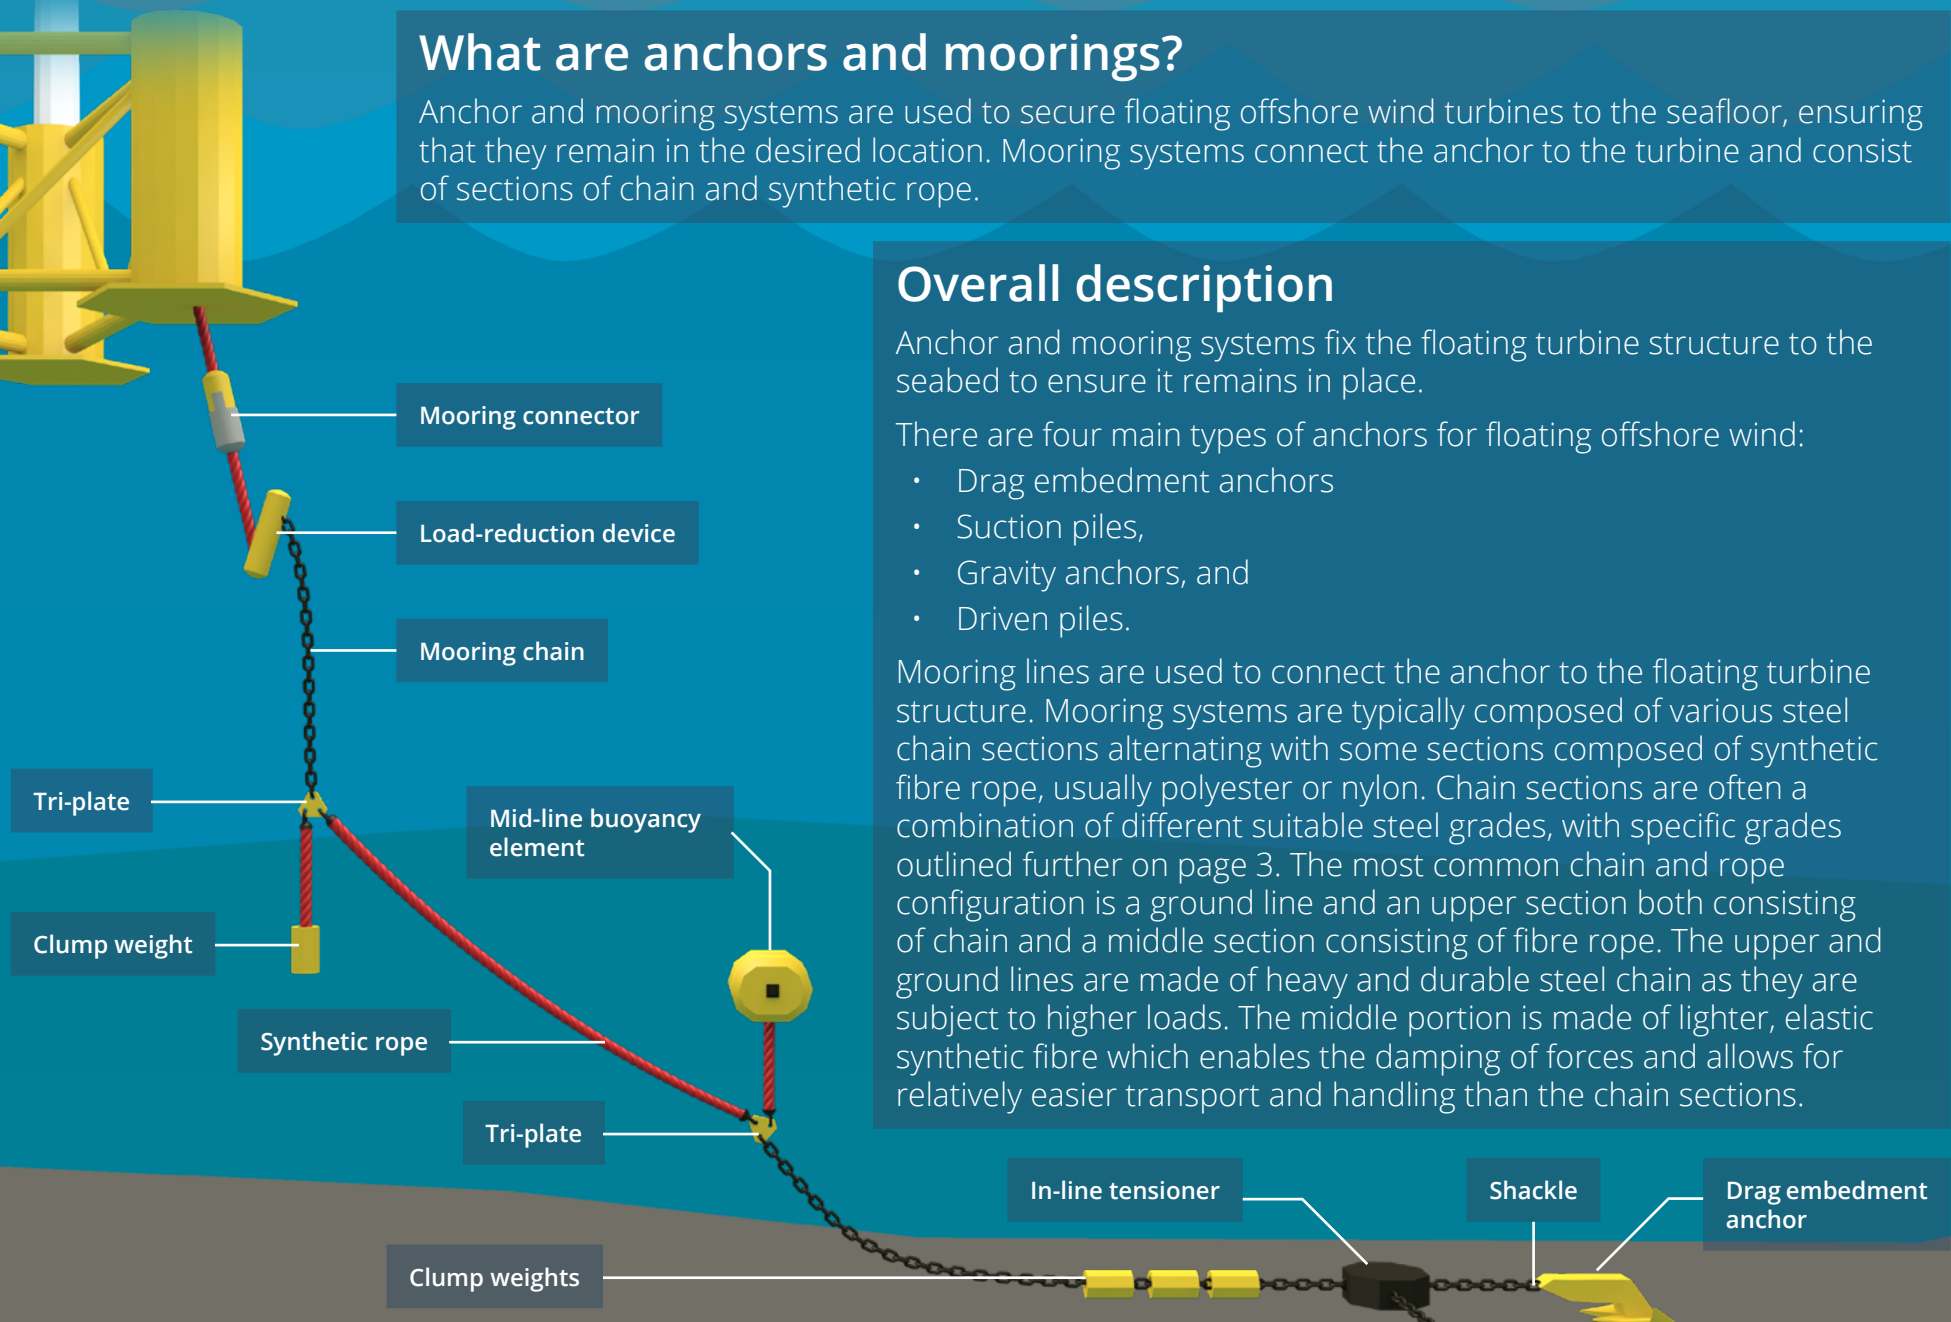 What are anchors and moorings?
Anchor and mooring systems are used to secure floating offshore wind turbines to the seafloor, ensuring
that they remain in the desired location. Mooring systems connect the anchor to the turbine and consist
of sections of chain and synthetic rope.
Overall description
Anchor and mooring systems fix the floating turbine structure to the
seabed to ensure it remains in place.
There are four main types of anchors for floating offshore wind:
• Drag embedment anchors
• Suction piles,
• Gravity anchors, and
• Driven piles.
Mooring lines are used to connect the anchor to the floating turbine
structure. Mooring systems are typically composed of various steel
chain sections alternating with some sections composed of synthetic
fibre rope, usually polyester or nylon. Chain sections are often a
combination of different suitable steel grades, with specific grades
outlined further on page 3. The most common chain and rope
configuration is a ground line and an upper section both consisting
of chain and a middle section consisting of fibre rope. The upper and
ground lines are made of heavy and durable steel chain as they are
subject to higher loads. The middle portion is made of lighter, elastic
synthetic fibre which enables the damping of forces and allows for
relatively easier transport and handling than the chain sections.
Mooring connector
Load-reduction device
Mooring chain
Tri-plate
Mid-line buoyancy
element
Clump weight
Synthetic rope
Tri-plate
In-line tensioner
Shackle
Drag embedment
anchor
Clump weights